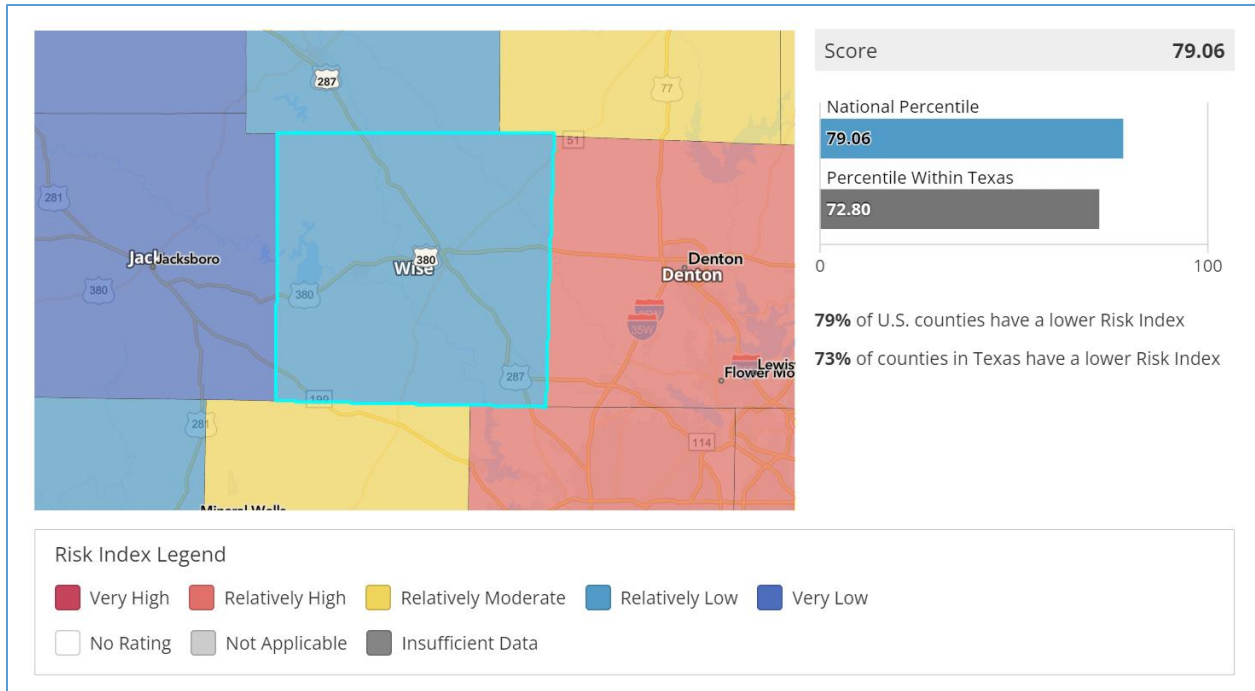 287
77
51
281
Jack
Jacksboro
380
Wise
380
380
Denton
Denton
35W
Lewis
Flower Mo
287
199
281
114
Mineral Wells
Score 79.06
National Percentile
79.06
Percentile Within Texas
72.80
0 100
79% of U.S. counties have a lower Risk Index
73% of counties in Texas have a lower Risk Index
Risk Index Legend
Very High Relatively High Relatively Moderate Relatively Low Very Low
No Rating Not Applicable Insufficient Data